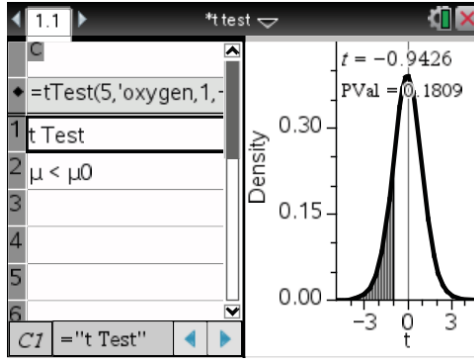 1.1
*t test
C
=tTest(5,'oxygen,1,-
1 t Test
2 μ < μ0
3
4
5
6
C1 ="t Test"
t = −0.9426
PVal = 0.1809
Density
0.30
0.15
0.00
−3 0 3
t